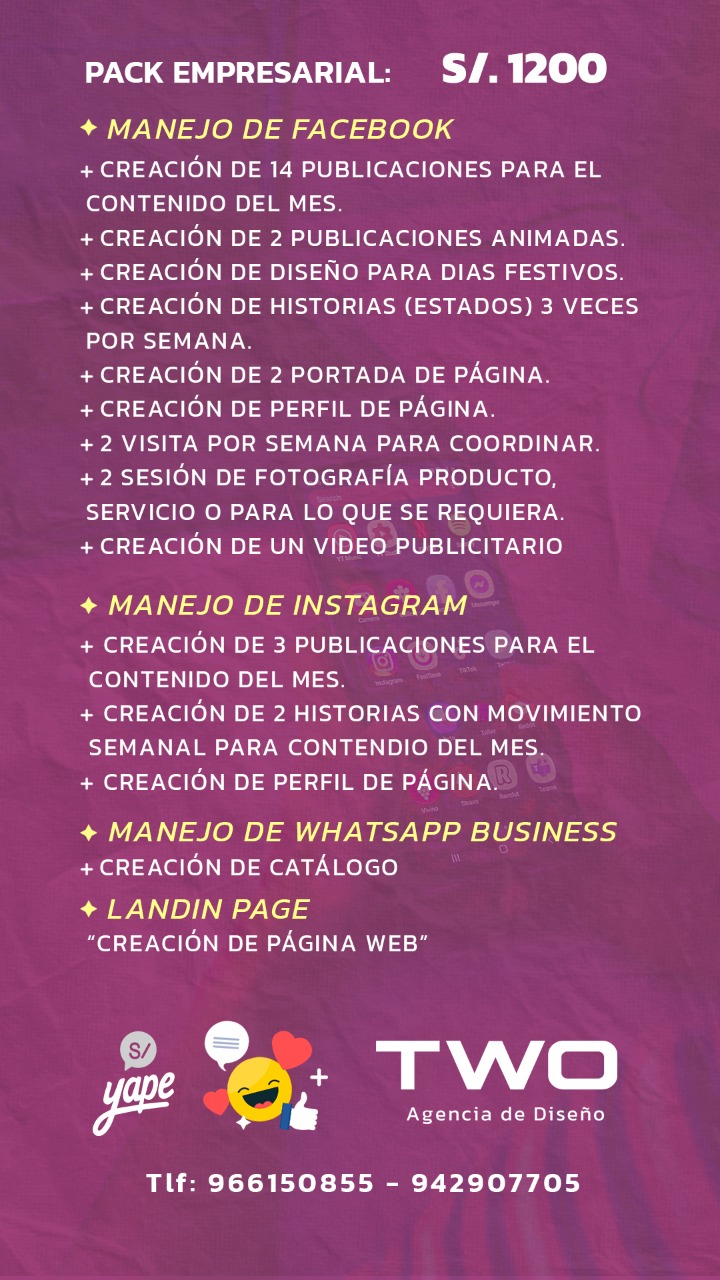 PACK EMPRESARIAL: S/. 1200
MANEJO DE FACEBOOK
+ CREACIÓN DE 14 PUBLICACIONES PARA EL
CONTENIDO DEL MES.
+ CREACIÓN DE 2 PUBLICACIONES ANIMADAS.
+ CREACIÓN DE DISEÑO PARA DIAS FESTIVOS.
+ CREACIÓN DE HISTORIAS (ESTADOS) 3 VECES
POR SEMANA.
+ CREACIÓN DE 2 PORTADA DE PÁGINA.
+ CREACIÓN DE PERFIL DE PÁGINA.
+ 2 VISITA POR SEMANA PARA COORDINAR.
+ 2 SESIÓN DE FOTOGRAFÍA PRODUCTO,
SERVICIO O PARA LO QUE SE REQUIERA.
+ CREACIÓN DE UN VIDEO PUBLICITARIO
MANEJO DE INSTAGRAM
+ CREACIÓN DE 3 PUBLICACIONES PARA EL
CONTENIDO DEL MES.
+ CREACIÓN DE 2 HISTORIAS CON MOVIMIENTO
SEMANAL PARA CONTENDIO DEL MES.
+ CREACIÓN DE PERFIL DE PÁGINA.
MANEJO DE WHATSAPP BUSINESS
+ CREACIÓN DE CATÁLOGO
LANDIN PAGE
“CREACIÓN DE PÁGINA WEB”
S/
yape
TWO
Agencia de Diseño
Tlf: 966150855 - 942907705